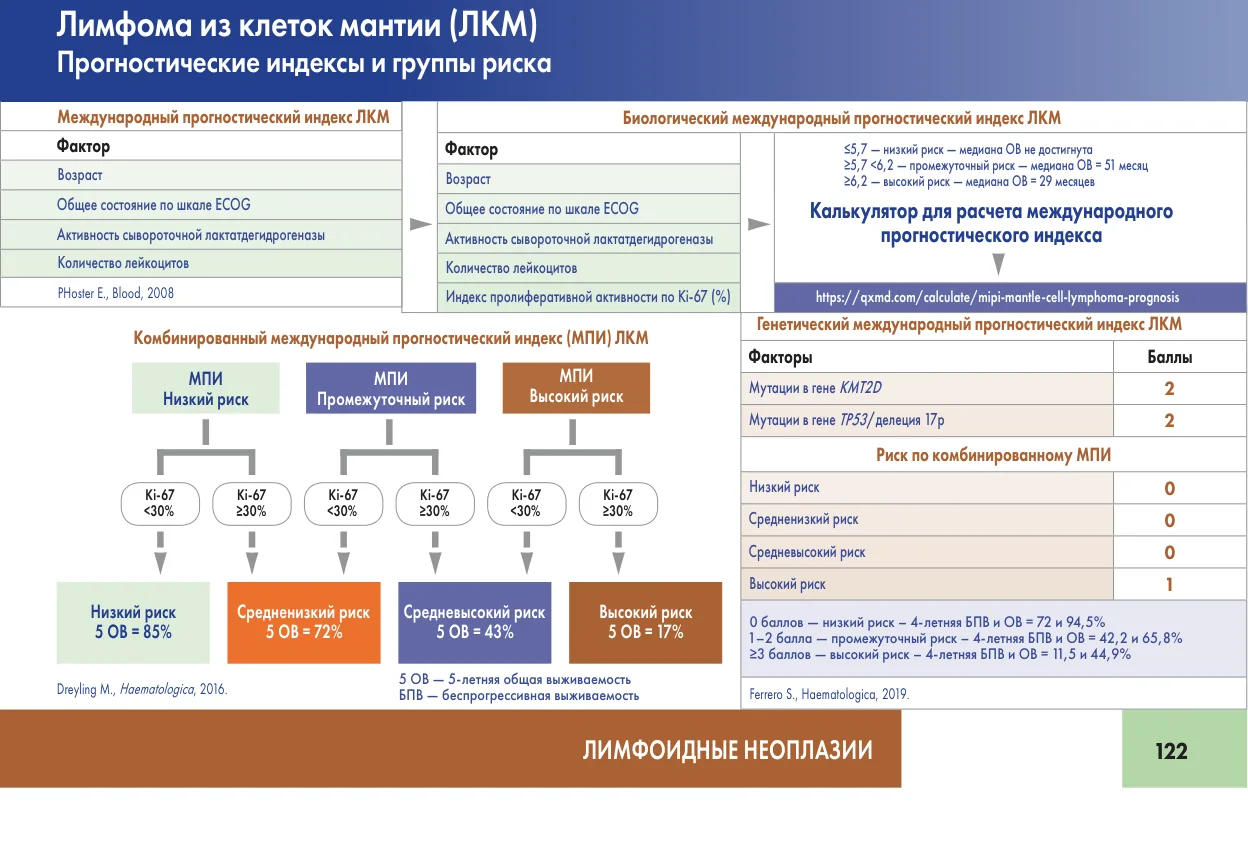 Лимфома из клеток мантии (ЛКМ)
Прогностические индексы и группы риска
Международный прогностический индекс ЛКМ
Фактор
Возраст
Общее состояние по шкале ECOG
Активность сывороточной лактатдегидрогеназы
Количество лейкоцитов
PHoster E., Blood, 2008
Биологический международный прогностический индекс ЛКМ
Фактор
Возраст
Общее состояние по шкале ECOG
Активность сывороточной лактатдегидрогеназы
Количество лейкоцитов
Индекс пролиферативной активности по Ki-67 (%)
≤5,7 — низкий риск — медиана ОВ не достигнута
≥5,7 <6,2 — промежуточный риск — медиана ОВ = 51 месяц
≥6,2 — высокий риск — медиана ОВ = 29 месяцев
Калькулятор для расчета международного
прогностического индекса
https://qxmd.com/calculate/mipi-mantle-cell-lymphoma-prognosis
Комбинированный международный прогностический индекс (МПИ) ЛКМ
МПИ
Низкий риск
МПИ
Промежуточный риск
МПИ
Высокий риск
Ki-67
<30%
Ki-67
≥30%
Ki-67
<30%
Ki-67
≥30%
Ki-67
<30%
Ki-67
≥30%
Низкий риск
5 ОВ = 85%
Средненизкий риск
5 ОВ = 72%
Средневысокий риск
5 ОВ = 43%
Высокий риск
5 ОВ = 17%
Dreyling M., Haematologica, 2016.
5 ОВ — 5-летняя общая выживаемость
БПВ — беспрогрессивная выживаемость
Генетический международный прогностический индекс ЛКМ
Факторы Баллы
Мутации в гене KMT2D 2
Мутации в гене TP53/делеция 17p 2
Риск по комбинированному МПИ
Низкий риск 0
Средненизкий риск 0
Средневысокий риск 0
Высокий риск 1
0 баллов — низкий риск – 4-летняя БПВ и ОВ = 72 и 94,5%
1–2 балла — промежуточный риск – 4-летняя БПВ и ОВ = 42,2 и 65,8%
≥3 баллов — высокий риск – 4-летняя БПВ и ОВ = 11,5 и 44,9%
Ferrero S., Haematologica, 2019.
ЛИМФОИДНЫЕ НЕОПЛАЗИИ
122